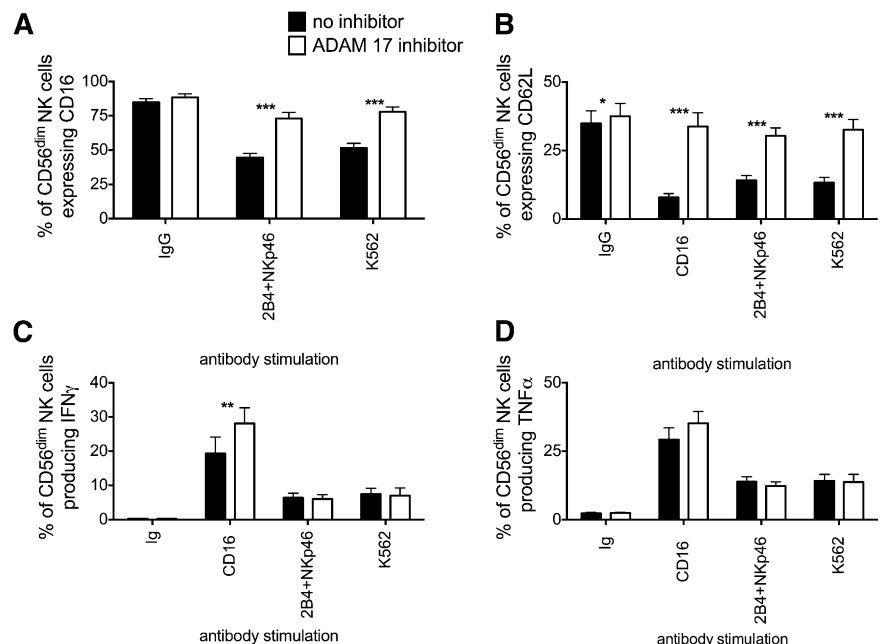 A
no inhibitor
ADAM 17 inhibitor
% of CD56dim NK cells
expressing CD16
100
75
50
25
0
***
***
IgG
2B4+NKp46
K562
antibody stimulation
B
% of CD56dim NK cells
expressing CD62L
50
25
0
*
***
***
***
IgG
CD16
2B4+NKp46
K562
antibody stimulation
C
% of CD56dim NK cells
producing IFNγ
40
30
20
10
0
**
Ig
CD16
2B4+NKp46
K562
antibody stimulation
D
% of CD56dim NK cells
producing TNFα
50
25
0
Ig
CD16
2B4+NKp46
K562
antibody stimulation